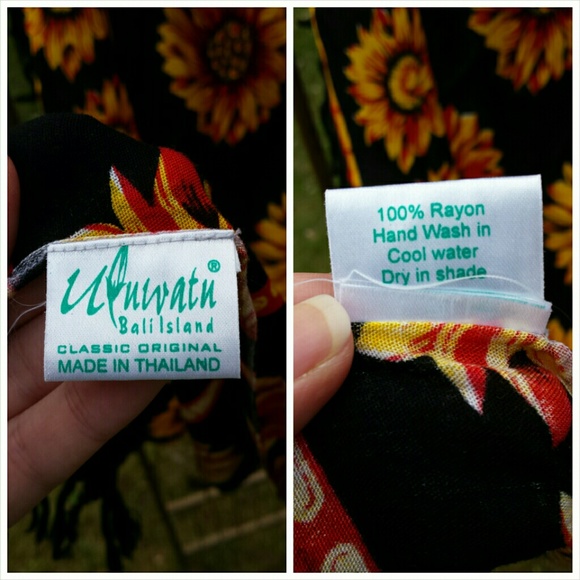 Uluwatu®
Bali Island
CLASSIC ORIGINAL
MADE IN THAILAND
100% Rayon
Hand Wash in
Cool water
Dry in shade